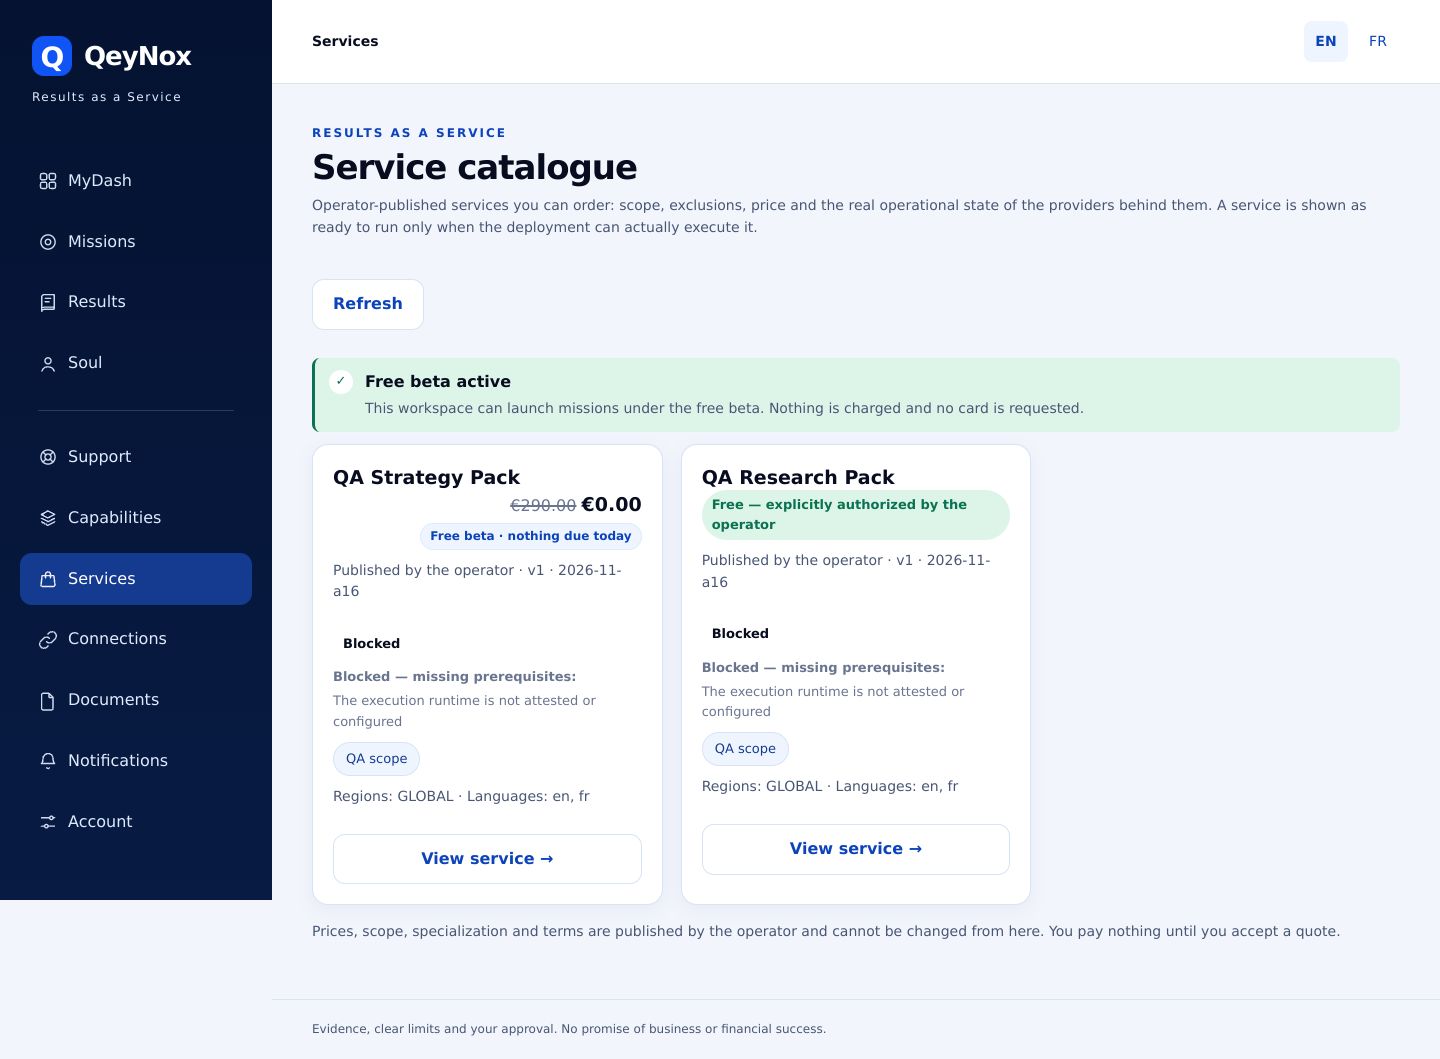 Q QeyNox
Results as a Service
MyDash
Missions
Results
Soul
Support
Capabilities
Services
Connections
Documents
Notifications
Account
Services
EN FR
RESULTS AS A SERVICE
Service catalogue
Operator-published services you can order: scope, exclusions, price and the real operational state of the providers behind them. A service is shown as
ready to run only when the deployment can actually execute it.
Refresh
✓ Free beta active
This workspace can launch missions under the free beta. Nothing is charged and no card is requested.
QA Strategy Pack
€290.00 €0.00
Free beta · nothing due today
Published by the operator · v1 · 2026-11-
a16
Blocked
Blocked — missing prerequisites:
The execution runtime is not attested or
configured
QA scope
Regions: GLOBAL · Languages: en, fr
View service →
QA Research Pack
Free — explicitly authorized by the
operator
Published by the operator · v1 · 2026-11-
a16
Blocked
Blocked — missing prerequisites:
The execution runtime is not attested or
configured
QA scope
Regions: GLOBAL · Languages: en, fr
View service →
Prices, scope, specialization and terms are published by the operator and cannot be changed from here. You pay nothing until you accept a quote.
Evidence, clear limits and your approval. No promise of business or financial success.